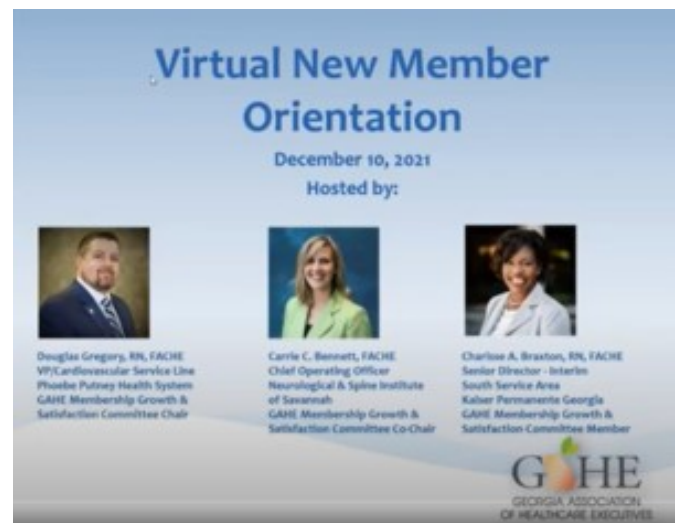 Virtual New Member
Orientation
December 10, 2021
Hosted by:
Douglas Gregory, RN, FACHE
VP/Cardiovascular Service Line
Phoebe Putney Health System
GAHE Membership Growth &
Satisfaction Committee Chair
Carrie C. Bennett, FACHE
Chief Operating Officer
Neurological & Spine Institute
of Savannah
GAHE Membership Growth &
Satisfaction Committee Co-Chair
A. Braxton, RN, FACHE
Senior Director - Interim
South Service Area
Kaiser Permanente Georgia
GAHE Membership Growth &
Satisfaction Committee Member
GAHE
GEORGIA ASSOCIATION
OF HEALTHCARE EXECUTIVES